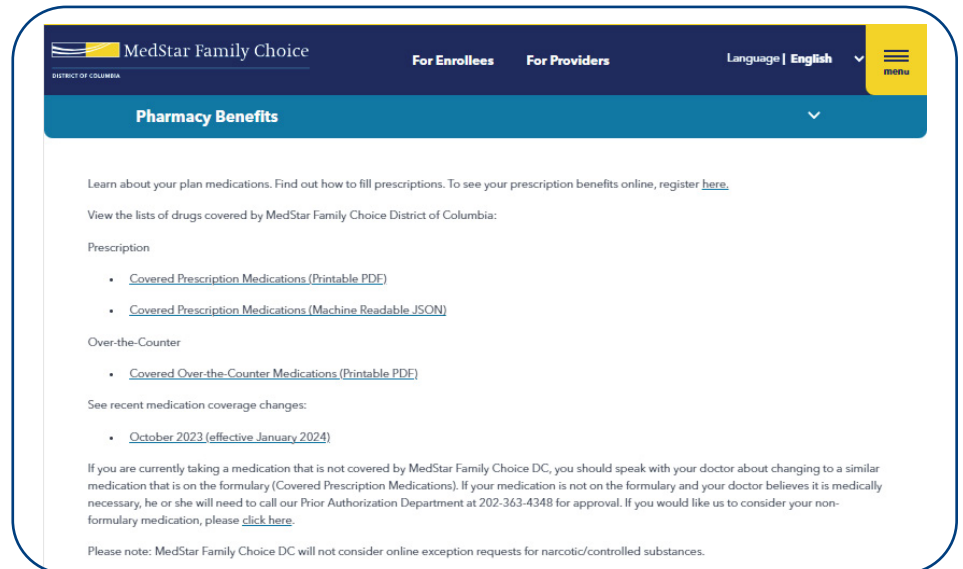 MedStar Family Choice
DISTRICT OF COLUMBIA
For Enrollees
For Providers
Language | English
menu
Pharmacy Benefits
Learn about your plan medications. Find out how to fill prescriptions. To see your prescription benefits online, register here.
View the lists of drugs covered by MedStar Family Choice District of Columbia:
Prescription
• Covered Prescription Medications (Printable PDF)
• Covered Prescription Medications (Machine Readable JSON)
Over-the-Counter
• Covered Over-the-Counter Medications (Printable PDF)
See recent medication coverage changes:
• October 2023 (effective January 2024)
If you are currently taking a medication that is not covered by MedStar Family Choice DC, you should speak with your doctor about changing to a similar
medication that is on the formulary (Covered Prescription Medications). If your medication is not on the formulary and your doctor believes it is medically
necessary, he or she will need to call our Prior Authorization Department at 202-363-4348 for approval. If you would like us to consider your non-
formulary medication, please click here.
Please note: MedStar Family Choice DC will not consider online exception requests for narcotic/controlled substances.